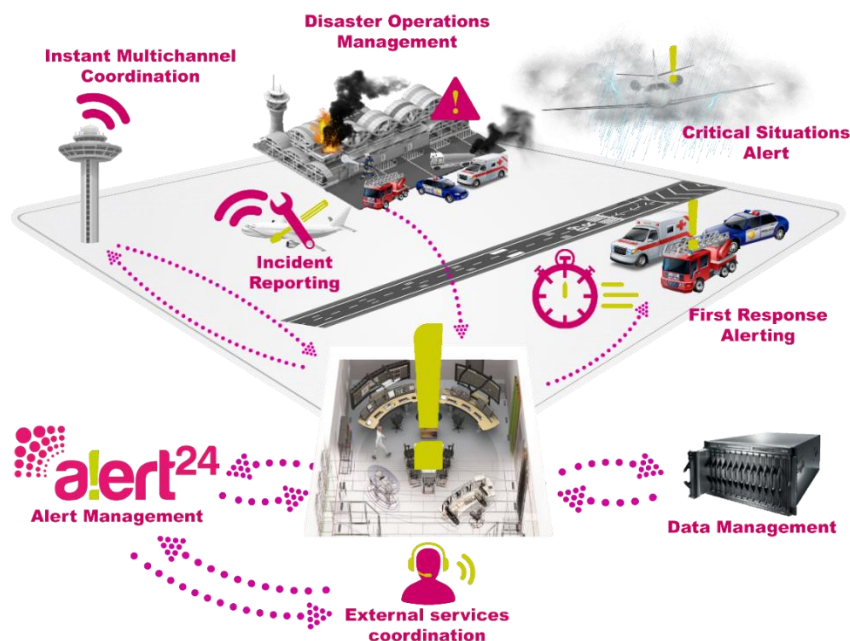 Disaster Operations
Management
Instant Multichannel
Coordination
Critical Situations
Alert
Incident
Reporting
First Response
Alerting
alert24
Alert Management
Data Management
External services
coordination